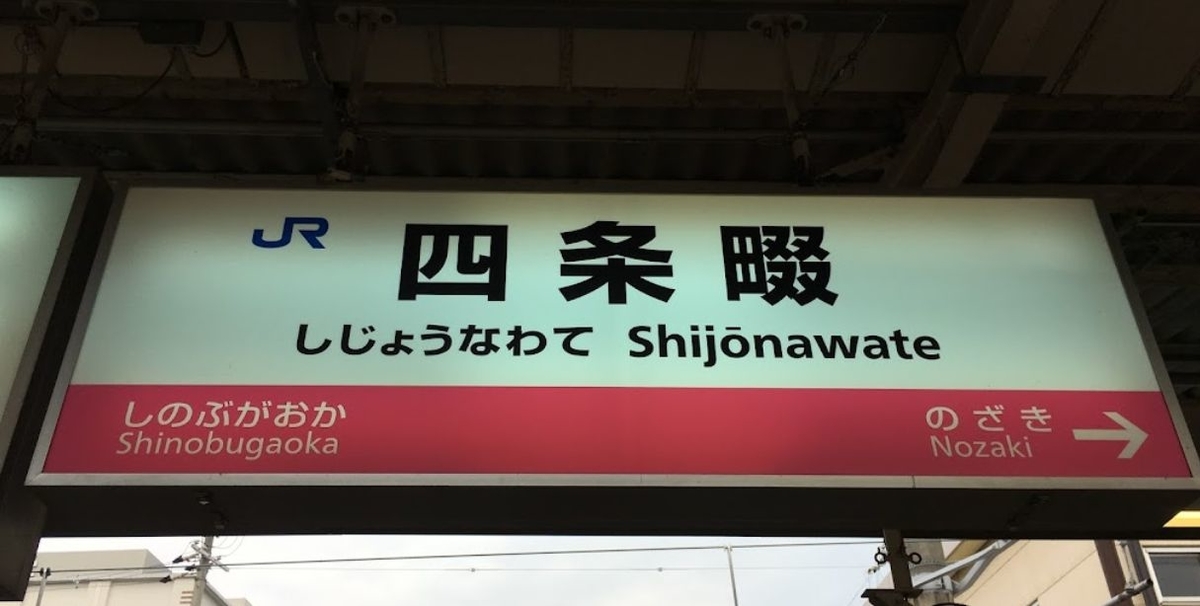 JR 四条畷
しじょうなわて Shijōnawate
しのぶがおか のざき →
Shinobugaoka Nozaki